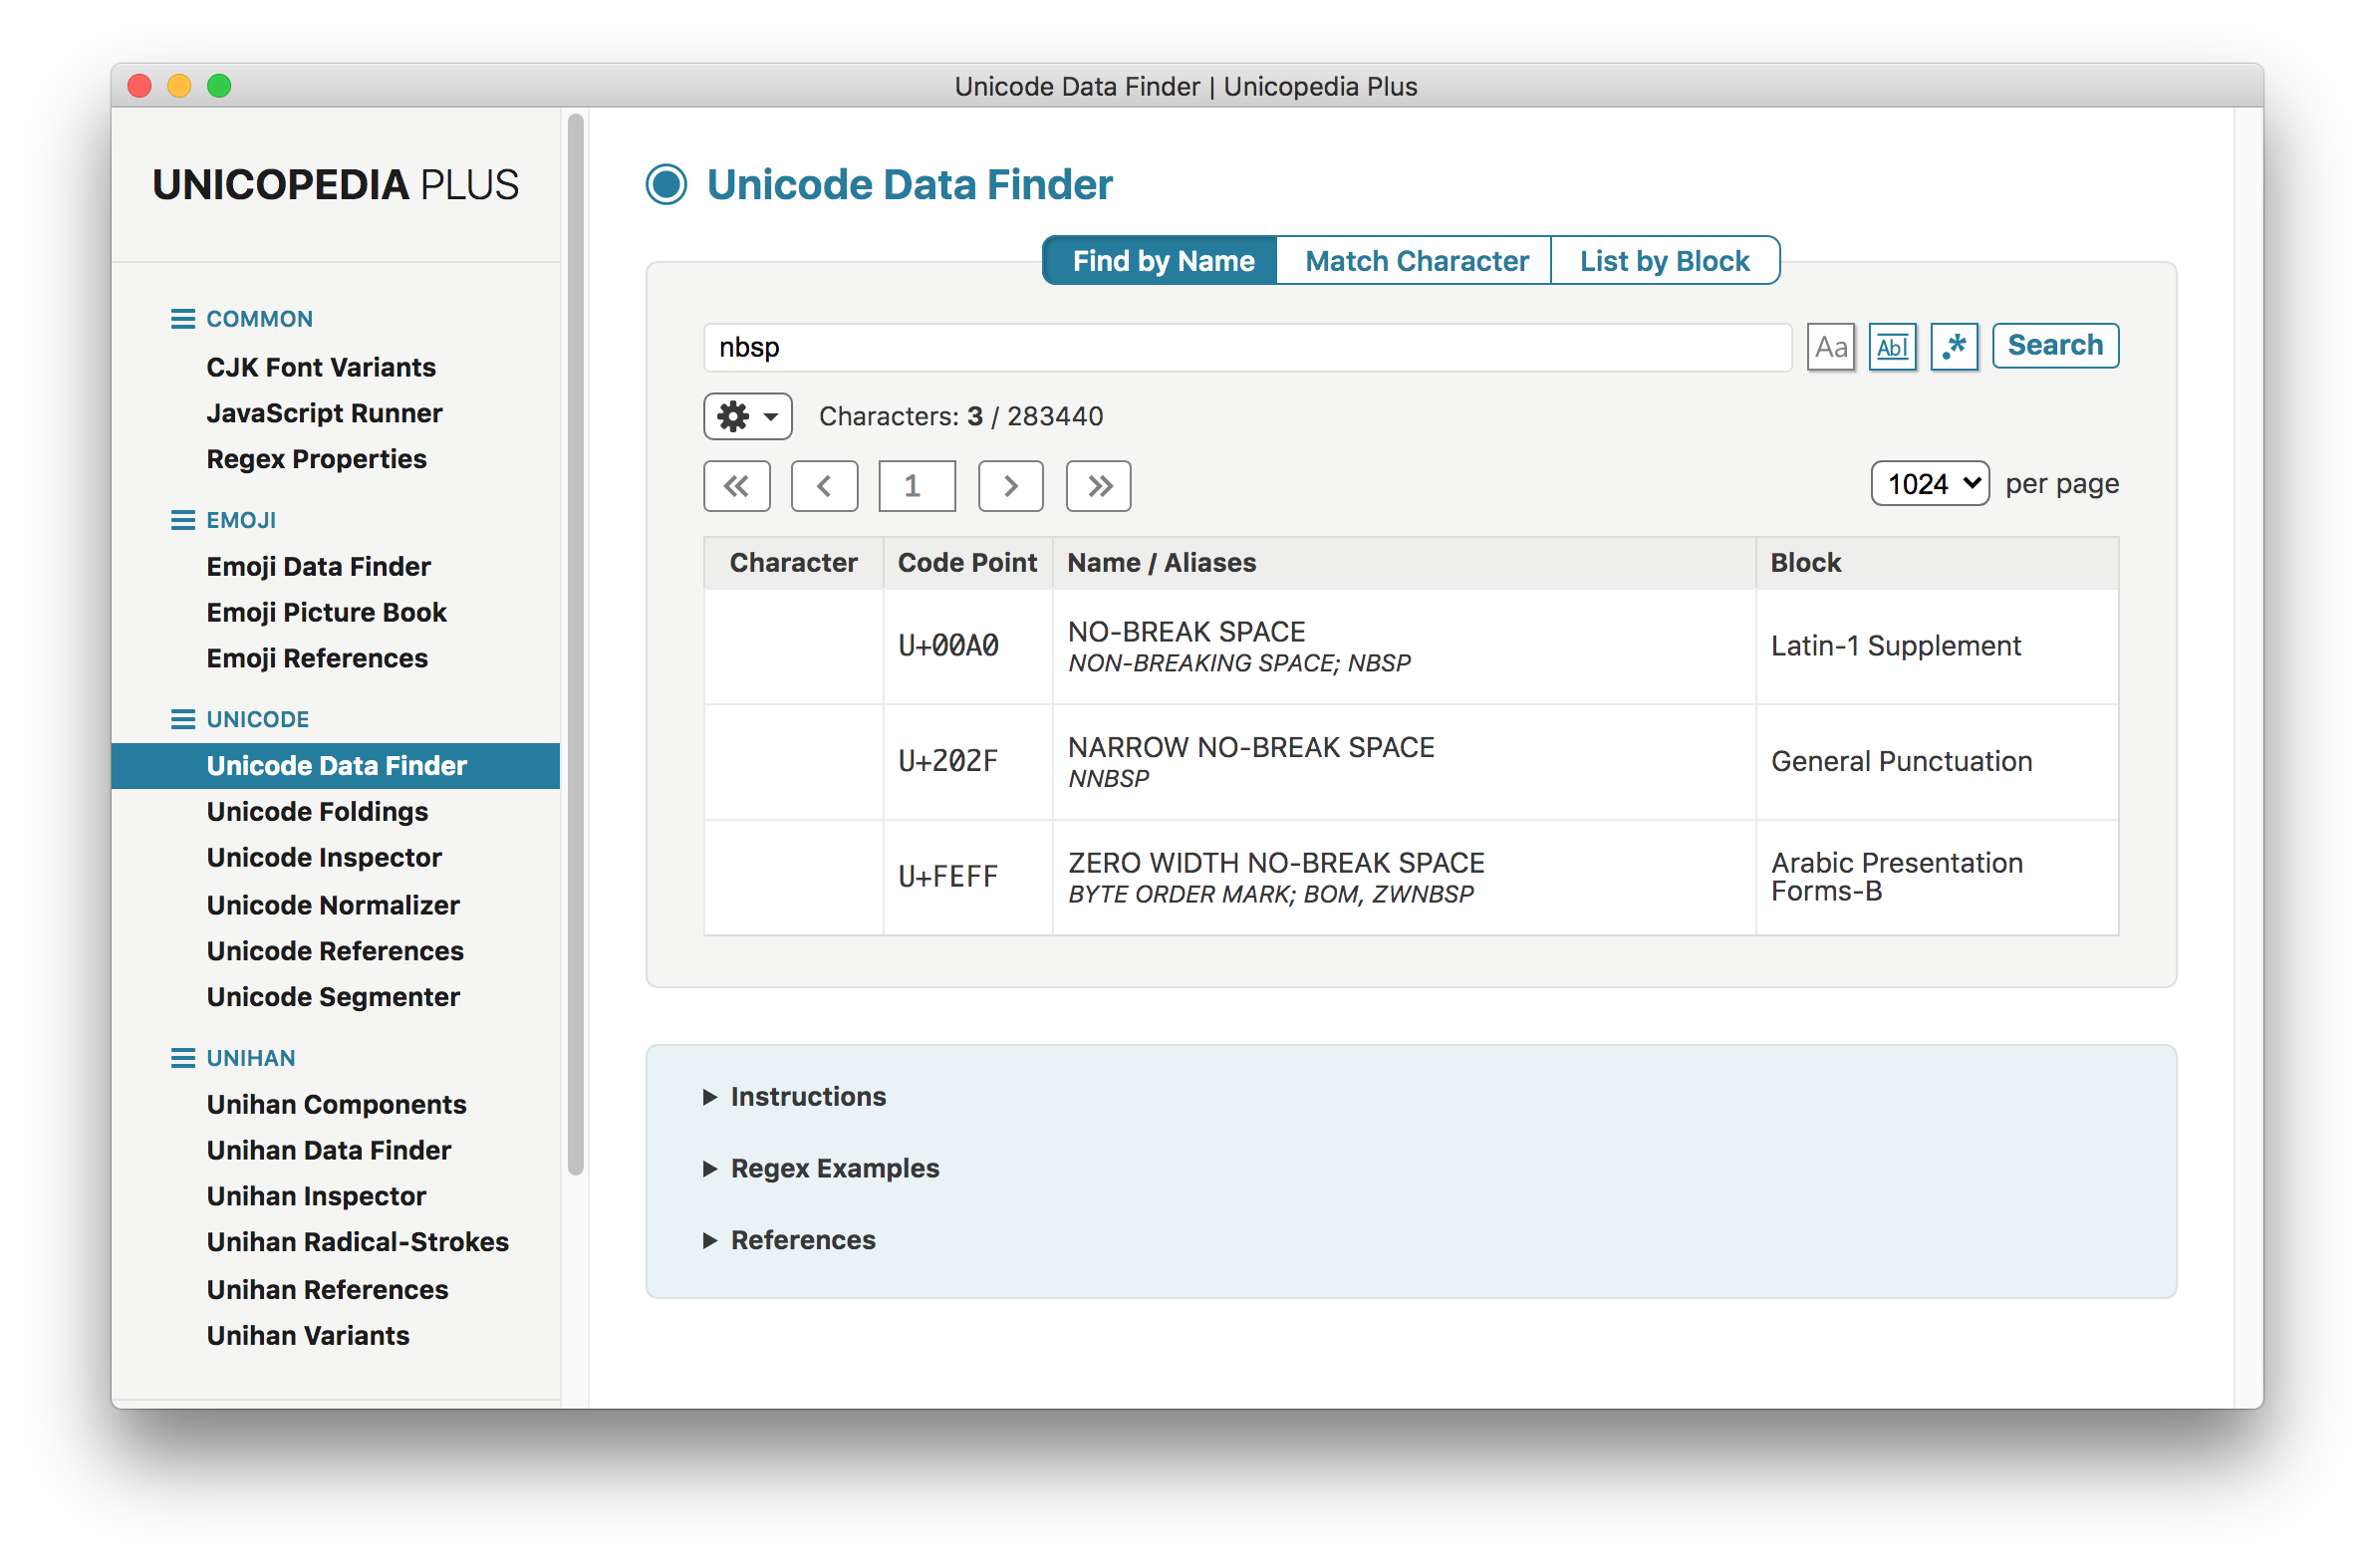 Unicode Data Finder | Unicopedia Plus
UNICOPEDIA PLUS
COMMON
CJK Font Variants
JavaScript Runner
Regex Properties
EMOJI
Emoji Data Finder
Emoji Picture Book
Emoji References
UNICODE
Unicode Data Finder
Unicode Foldings
Unicode Inspector
Unicode Normalizer
Unicode References
Unicode Segmenter
UNIHAN
Unihan Components
Unihan Data Finder
Unihan Inspector
Unihan Radical-Strokes
Unihan References
Unihan Variants
Unicode Data Finder
Find by Name Match Character List by Block
nbsp Aa Ab| .* Search
Characters: 3 / 283440
1 1024 per page
Character Code Point Name / Aliases Block
U+00A0 NO-BREAK SPACE Latin-1 Supplement
NON-BREAKING SPACE; NBSP
U+202F NARROW NO-BREAK SPACE General Punctuation
NNBSP
U+FEFF ZERO WIDTH NO-BREAK SPACE Arabic Presentation
BYTE ORDER MARK; BOM, ZWNBSP Forms-B
Instructions
Regex Examples
References